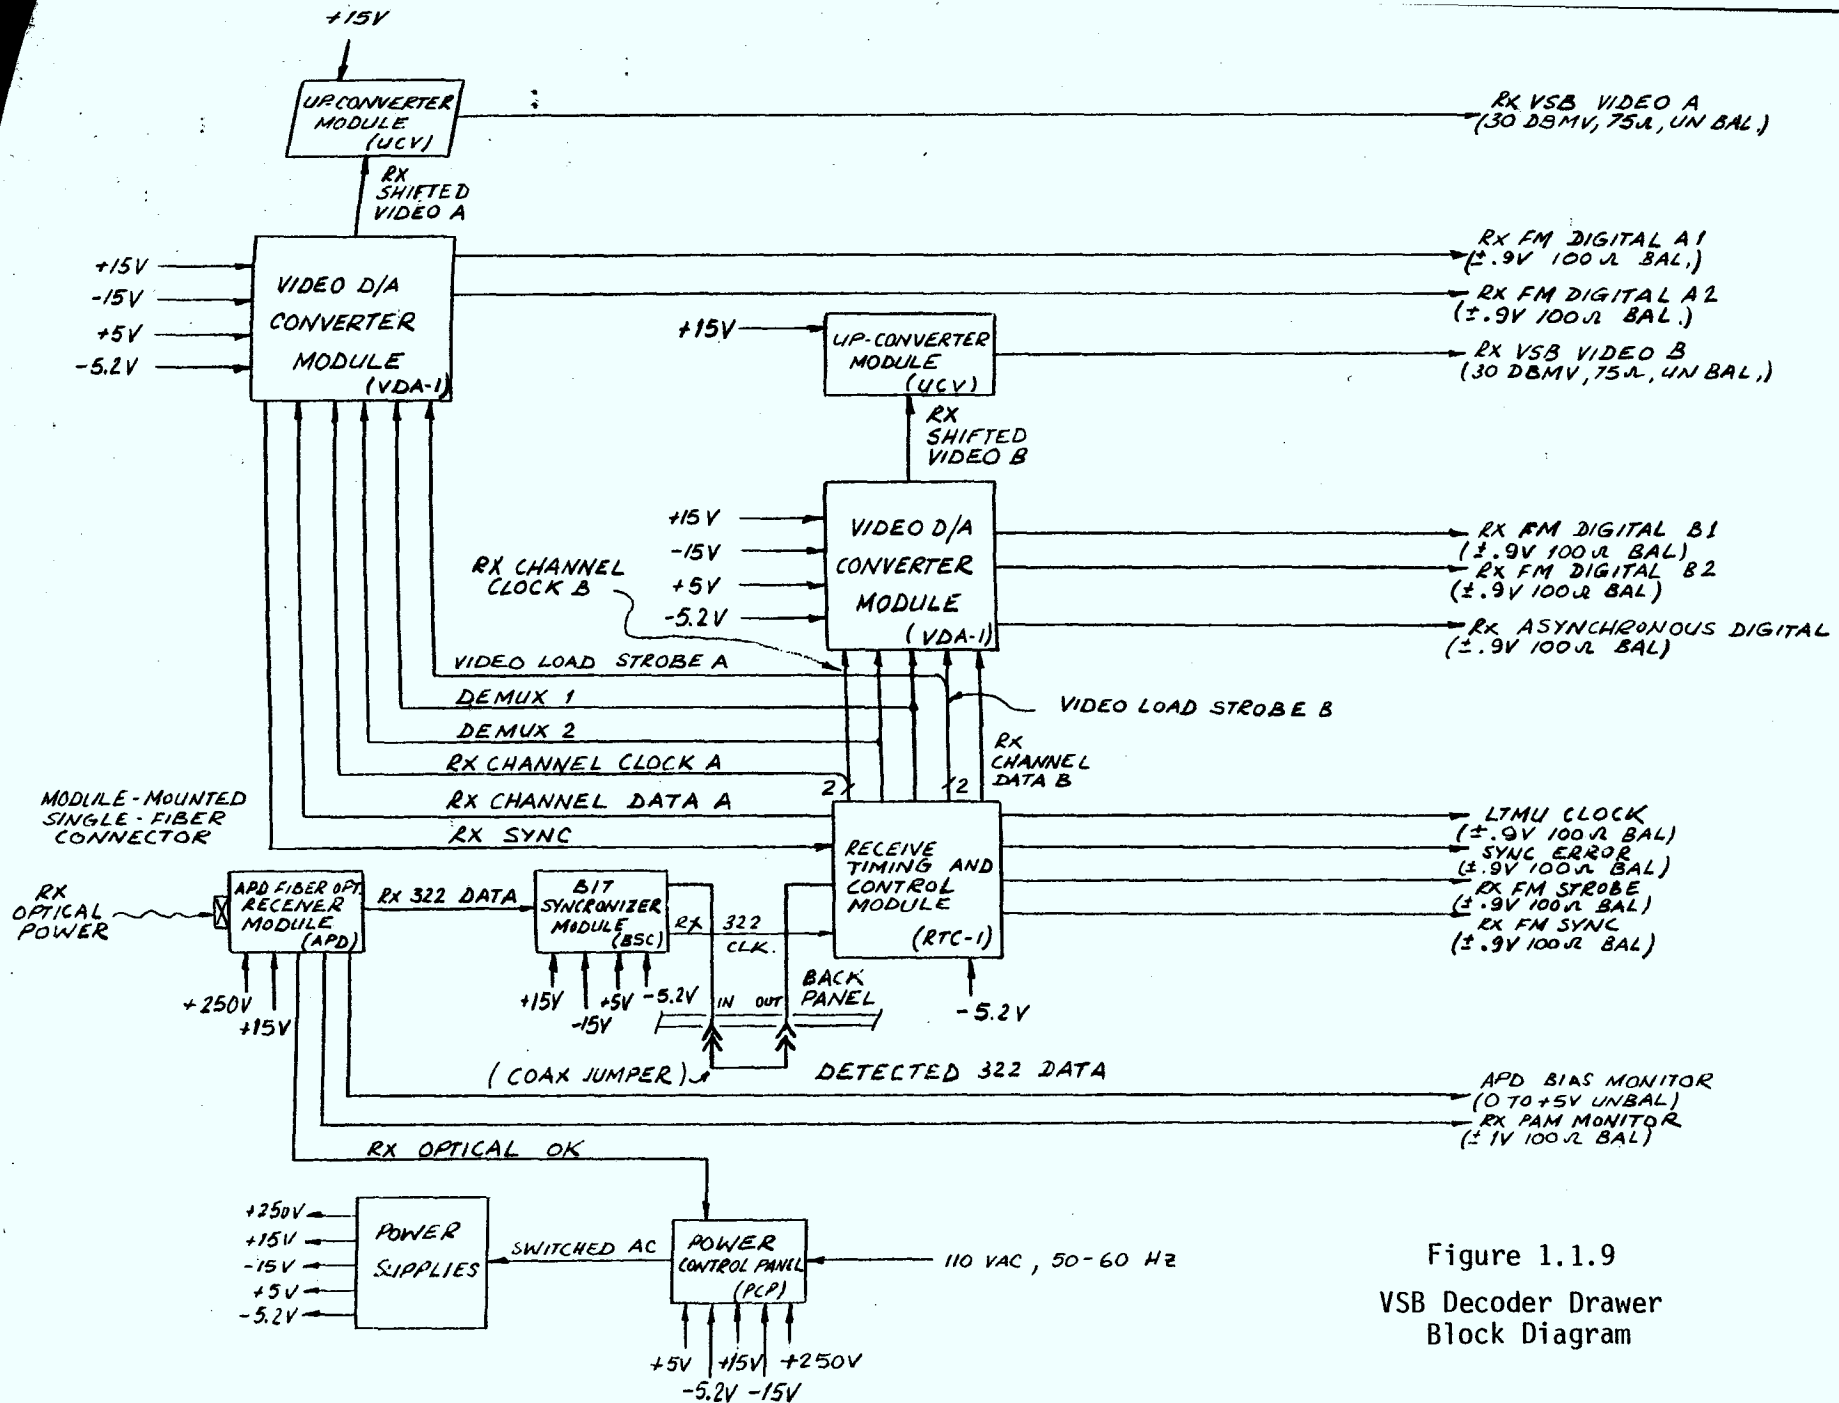 +15V
UP-CONVERTER
MODULE
(UCV)
RX VSB VIDEO A
(30 DBMV, 75Ω, UN BAL.)
RX
SHIFTED
VIDEO A
+15V
-15V
+5V
-5.2V
VIDEO D/A
CONVERTER
MODULE
(VDA-1)
RX FM DIGITAL A1
(±.9V 100Ω BAL.)
RX FM DIGITAL A2
(±.9V 100Ω BAL.)
+15V
UP-CONVERTER
MODULE
(UCV)
RX VSB VIDEO B
(30 DBMV, 75Ω, UN BAL.)
RX
SHIFTED
VIDEO B
+15V
-15V
+5V
-5.2V
VIDEO D/A
CONVERTER
MODULE
(VDA-1)
RX FM DIGITAL B1
(±.9V 100Ω BAL)
RX FM DIGITAL B2
(±.9V 100Ω BAL)
RX ASYNCHRONOUS DIGITAL
(±.9V 100Ω BAL)
RX CHANNEL
CLOCK B
VIDEO LOAD STROBE A
DEMUX 1
DEMUX 2
RX CHANNEL CLOCK A
RX CHANNEL DATA A
RX SYNC
VIDEO LOAD STROBE B
RX
CHANNEL
DATA B
2
2
MODULE-MOUNTED
SINGLE-FIBER
CONNECTOR
RX
OPTICAL
POWER
APD FIBER OPT.
RECENER
MODULE
(APD)
+250V
+15V
RX 322 DATA
BIT
SYNCRONIZER
MODULE
(BSC)
+15V
-15V
+5V
-5.2V
RX 322
CLK.
RECEIVE
TIMING AND
CONTROL
MODULE
(RTC-1)
-5.2V
LTMU CLOCK
(±.9V 100Ω BAL)
SYNC ERROR
(±.9V 100Ω BAL)
RX FM STROBE
(±.9V 100Ω BAL)
RX FM SYNC
(±.9V 100Ω BAL)
IN
OUT
BACK
PANEL
(COAX JUMPER)
DETECTED 322 DATA
APD BIAS MONITOR
(0 TO +5V UNBAL)
RX PAM MONITOR
(±1V 100Ω BAL)
RX OPTICAL OK
+250V
+15V
-15V
+5V
-5.2V
POWER
SUPPLIES
SWITCHED AC
POWER
CONTROL PANEL
(PCP)
110 VAC, 50-60 HZ
+5V
-5.2V
+15V
-15V
+250V
Figure 1.1.9
VSB Decoder Drawer
Block Diagram